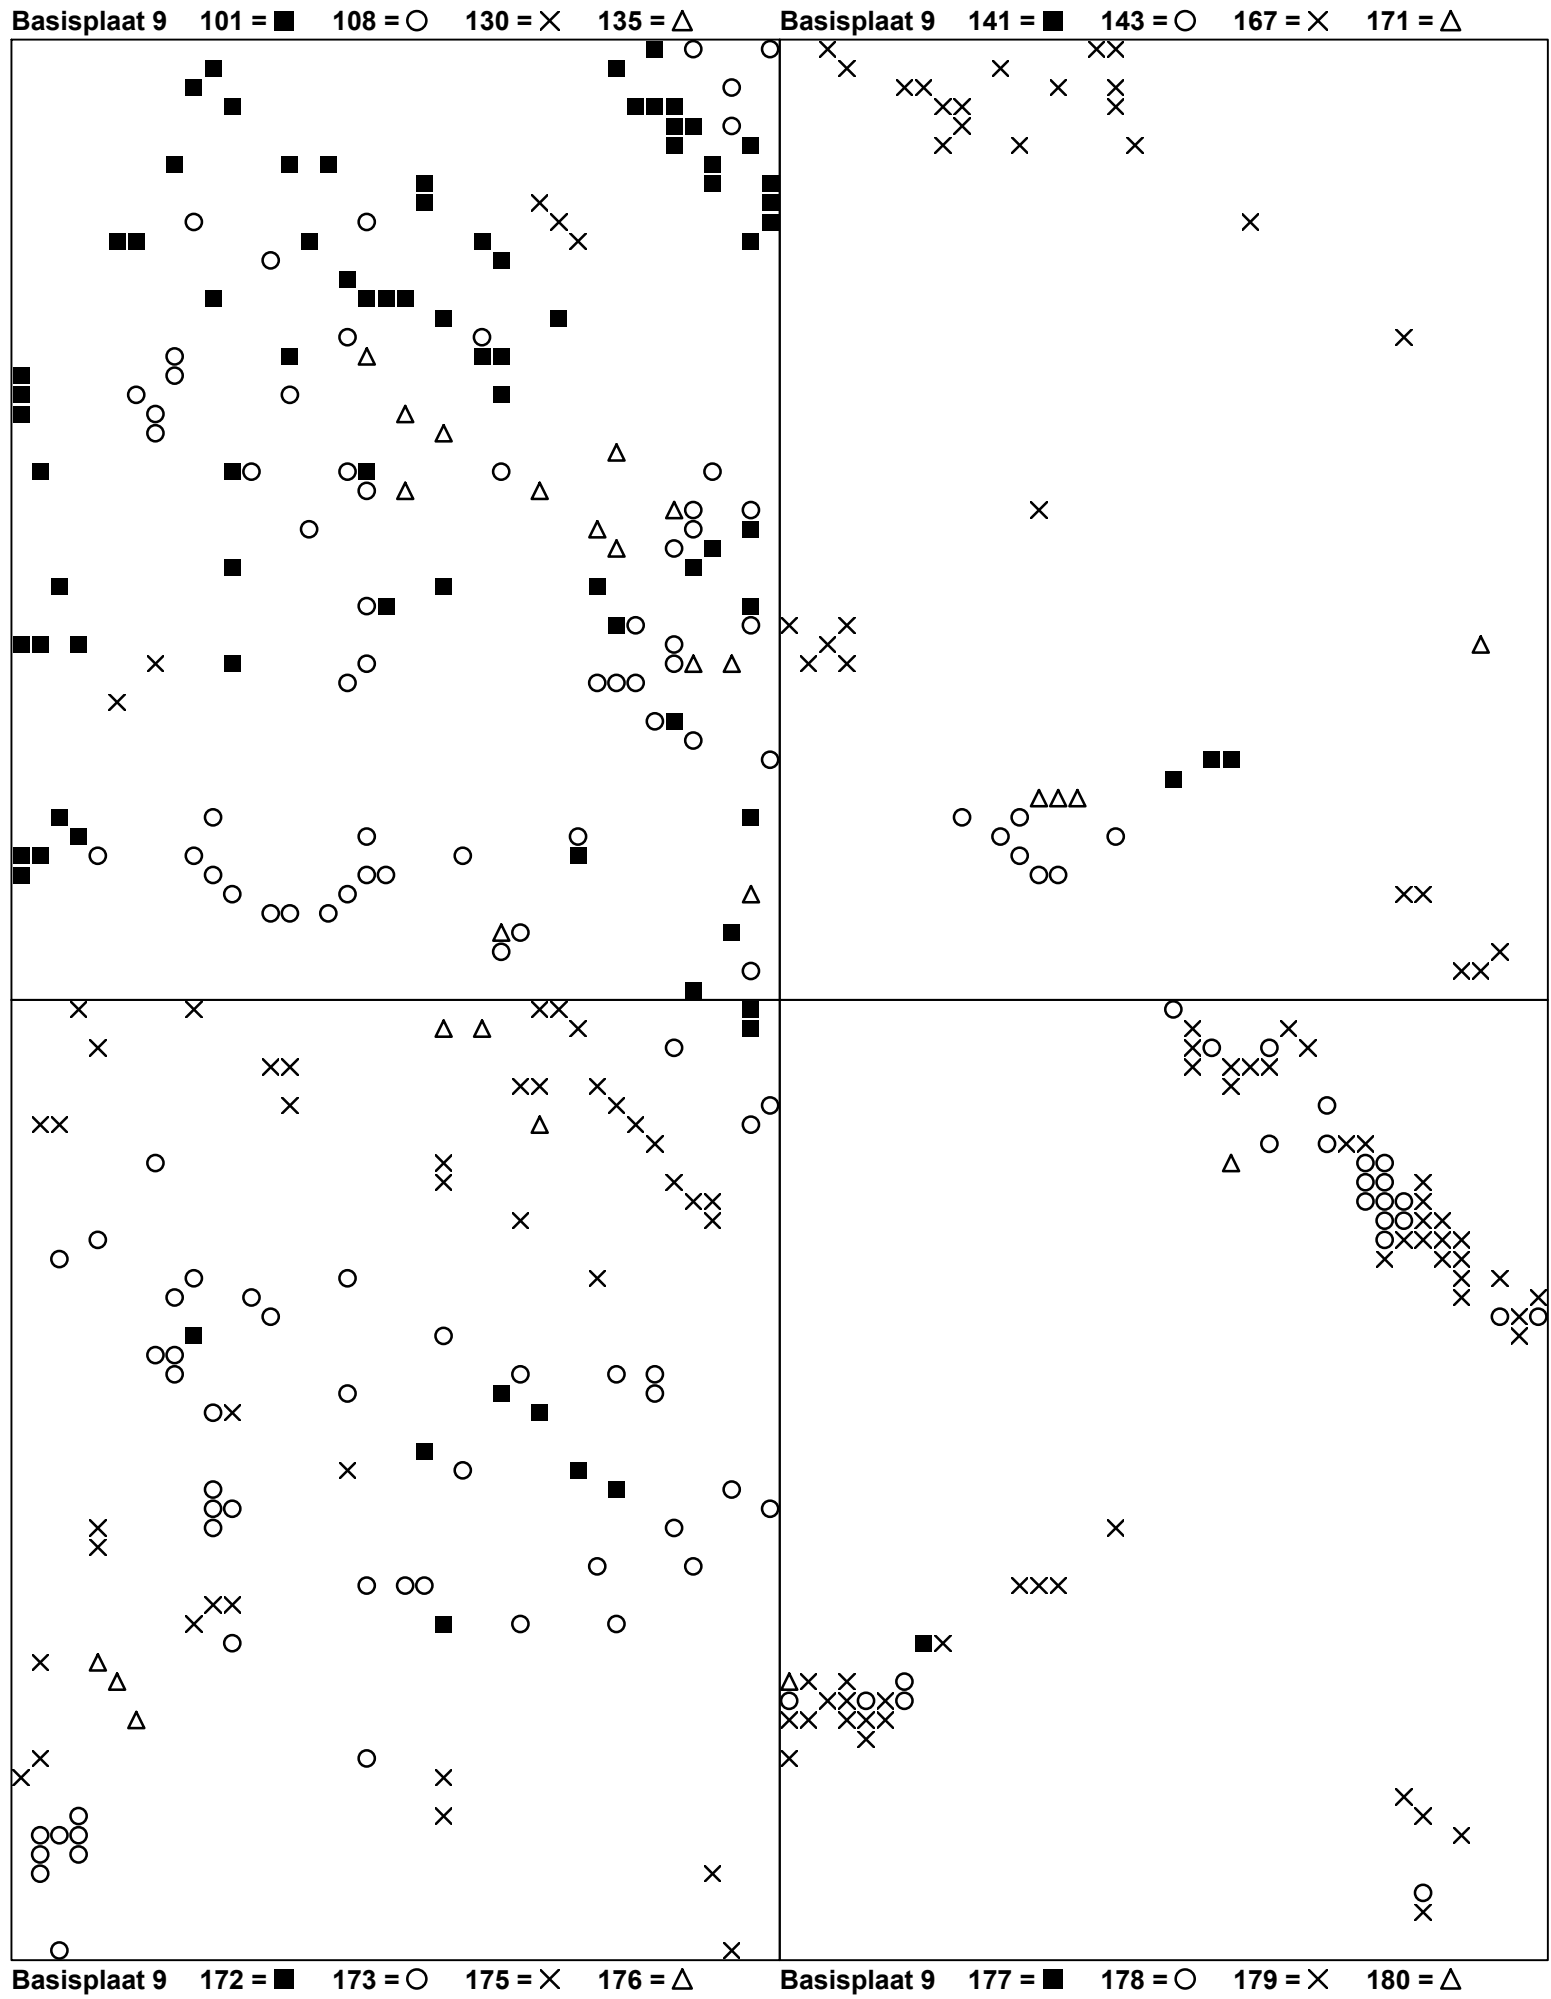 Basisplaat 9 101 = ■ 108 = ○ 130 = × 135 = △
Basisplaat 9 141 = ■ 143 = ○ 167 = × 171 = △
Basisplaat 9 172 = ■ 173 = ○ 175 = × 176 = △
Basisplaat 9 177 = ■ 178 = ○ 179 = × 180 = △